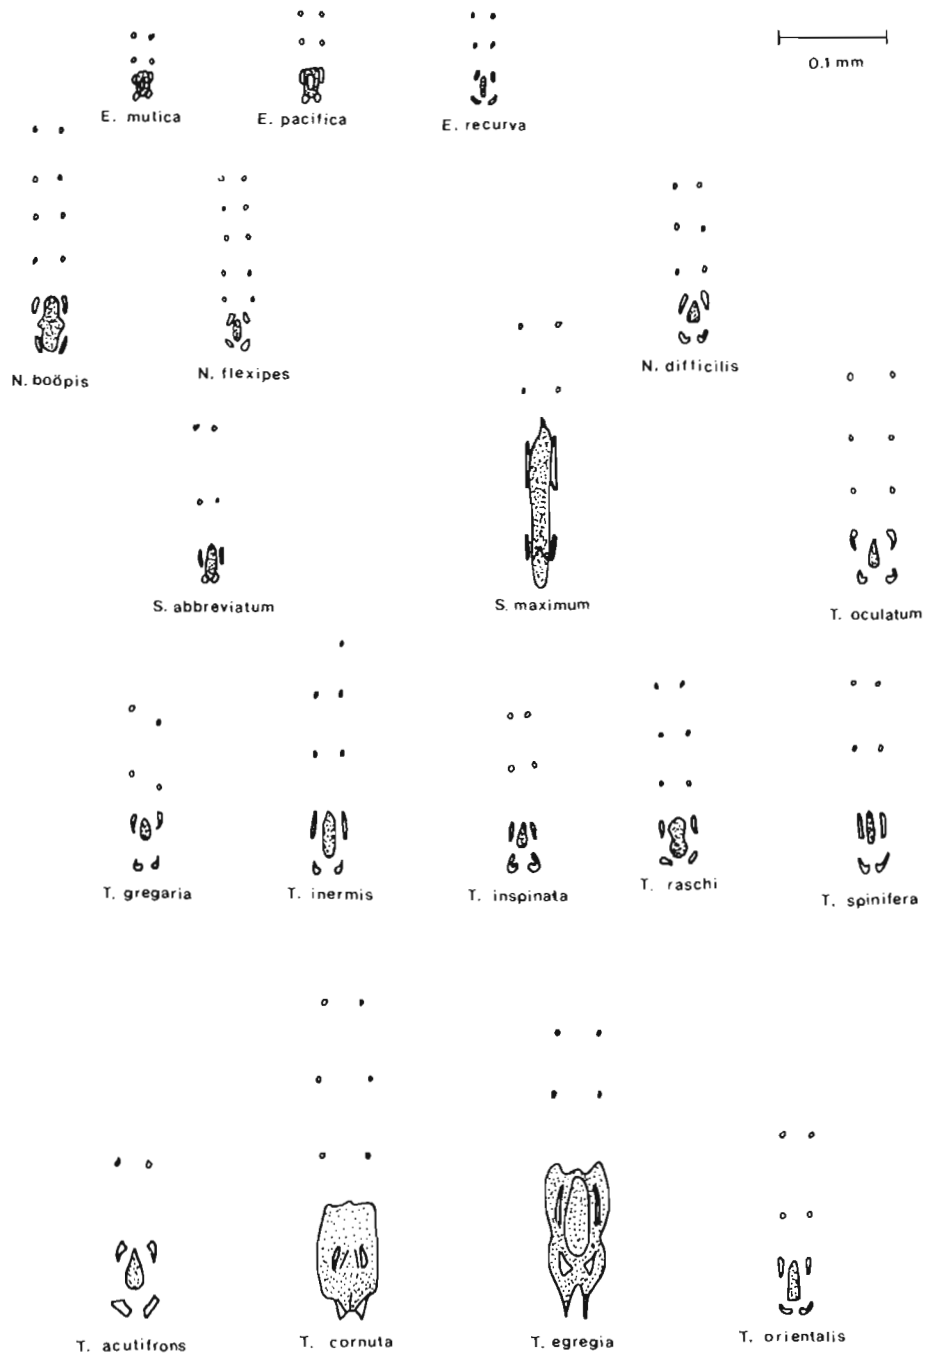 0.1 mm
E. mutica E. pacifica E. recurva
N. boöpis N. flexipes N. difficilis
S. abbreviatum S. maximum T. oculatum
T. gregaria T. inermis T. inspinata T. raschi T. spinifera
T. acutifrons T. cornuta T. egregia T. orientalis